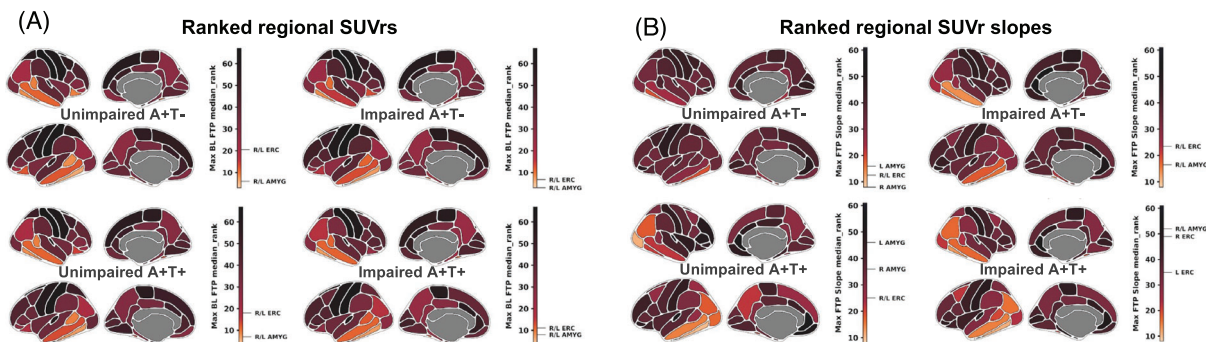 (A)
Ranked regional SUVrs
Unimpaired A+T-
60
50
40
30
20
10
Max BL FTP median_rank
R/L ERC
R/L AMYG
Impaired A+T-
60
50
40
30
20
10
Max BL FTP median_rank
R/L ERC
R/L AMYG
Unimpaired A+T+
60
50
40
30
20
10
Max BL FTP median_rank
R/L ERC
R/L AMYG
Impaired A+T+
60
50
40
30
20
10
Max BL FTP median_rank
R/L ERC
R/L AMYG
(B)
Ranked regional SUVr slopes
Unimpaired A+T-
60
50
40
30
20
10
Max FTP Slope median_rank
L AMYG
R/L ERC
R AMYG
Impaired A+T-
60
50
40
30
20
10
Max FTP Slope median_rank
R/L ERC
R/L AMYG
Unimpaired A+T+
60
50
40
30
20
10
Max FTP Slope median_rank
L AMYG
R AMYG
R/L ERC
Impaired A+T+
60
50
40
30
20
10
Max FTP Slope median_rank
R/L AMYG
R ERC
L ERC